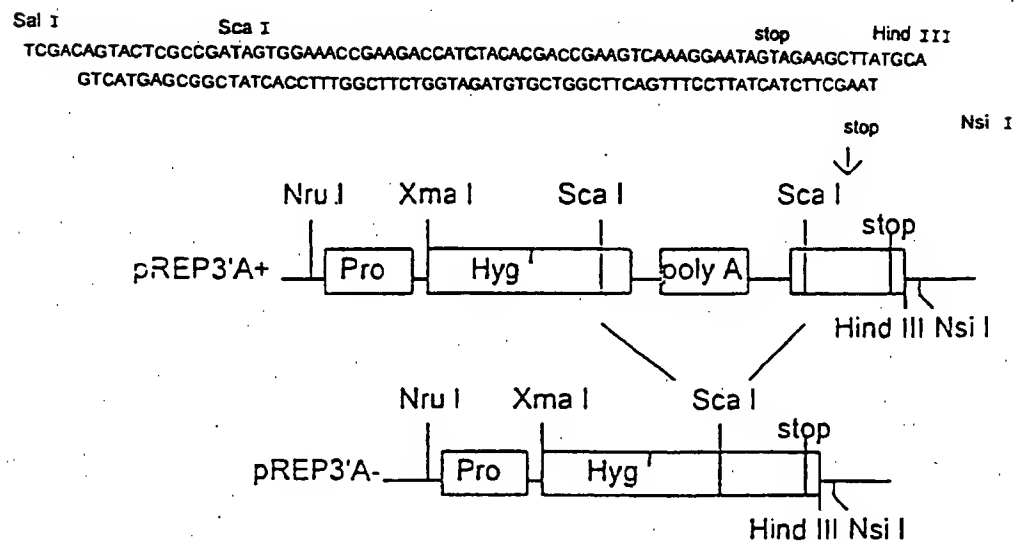 Sal I Sca I stop Hind III
TCGACAGTACTCGCCGATAGTGGAAACCGAAGACCATCTACACGACCGAAGTCAAAGGAATAGTAGAAGCTTATGCA
GTCATGAGCGGCTATCACCTTTGGCTTCTGGTAGATGTGCTGGCTTCAGTTTCCTTATCATCTTCGAAT
stop Nsi I
Nru I Xma I Sca I Sca I
stop
pREP3'A+ Pro Hyg' poly A
Hind III Nsi I
Nru I Xma I Sca I
stop
pREP3'A- Pro Hyg'
Hind III Nsi I